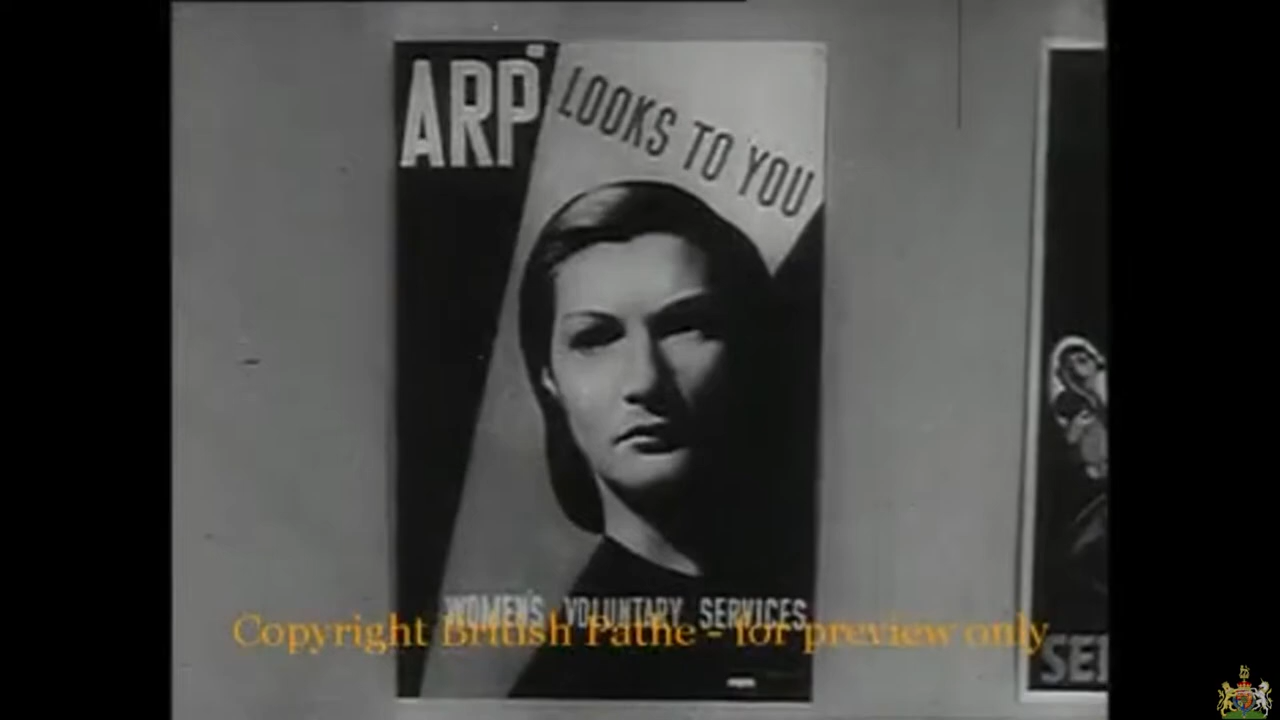 ARP
LOOKS TO YOU
WOMEN'S VOLUNTARY SERVICES
Copyright British Pathe - for preview only
SE